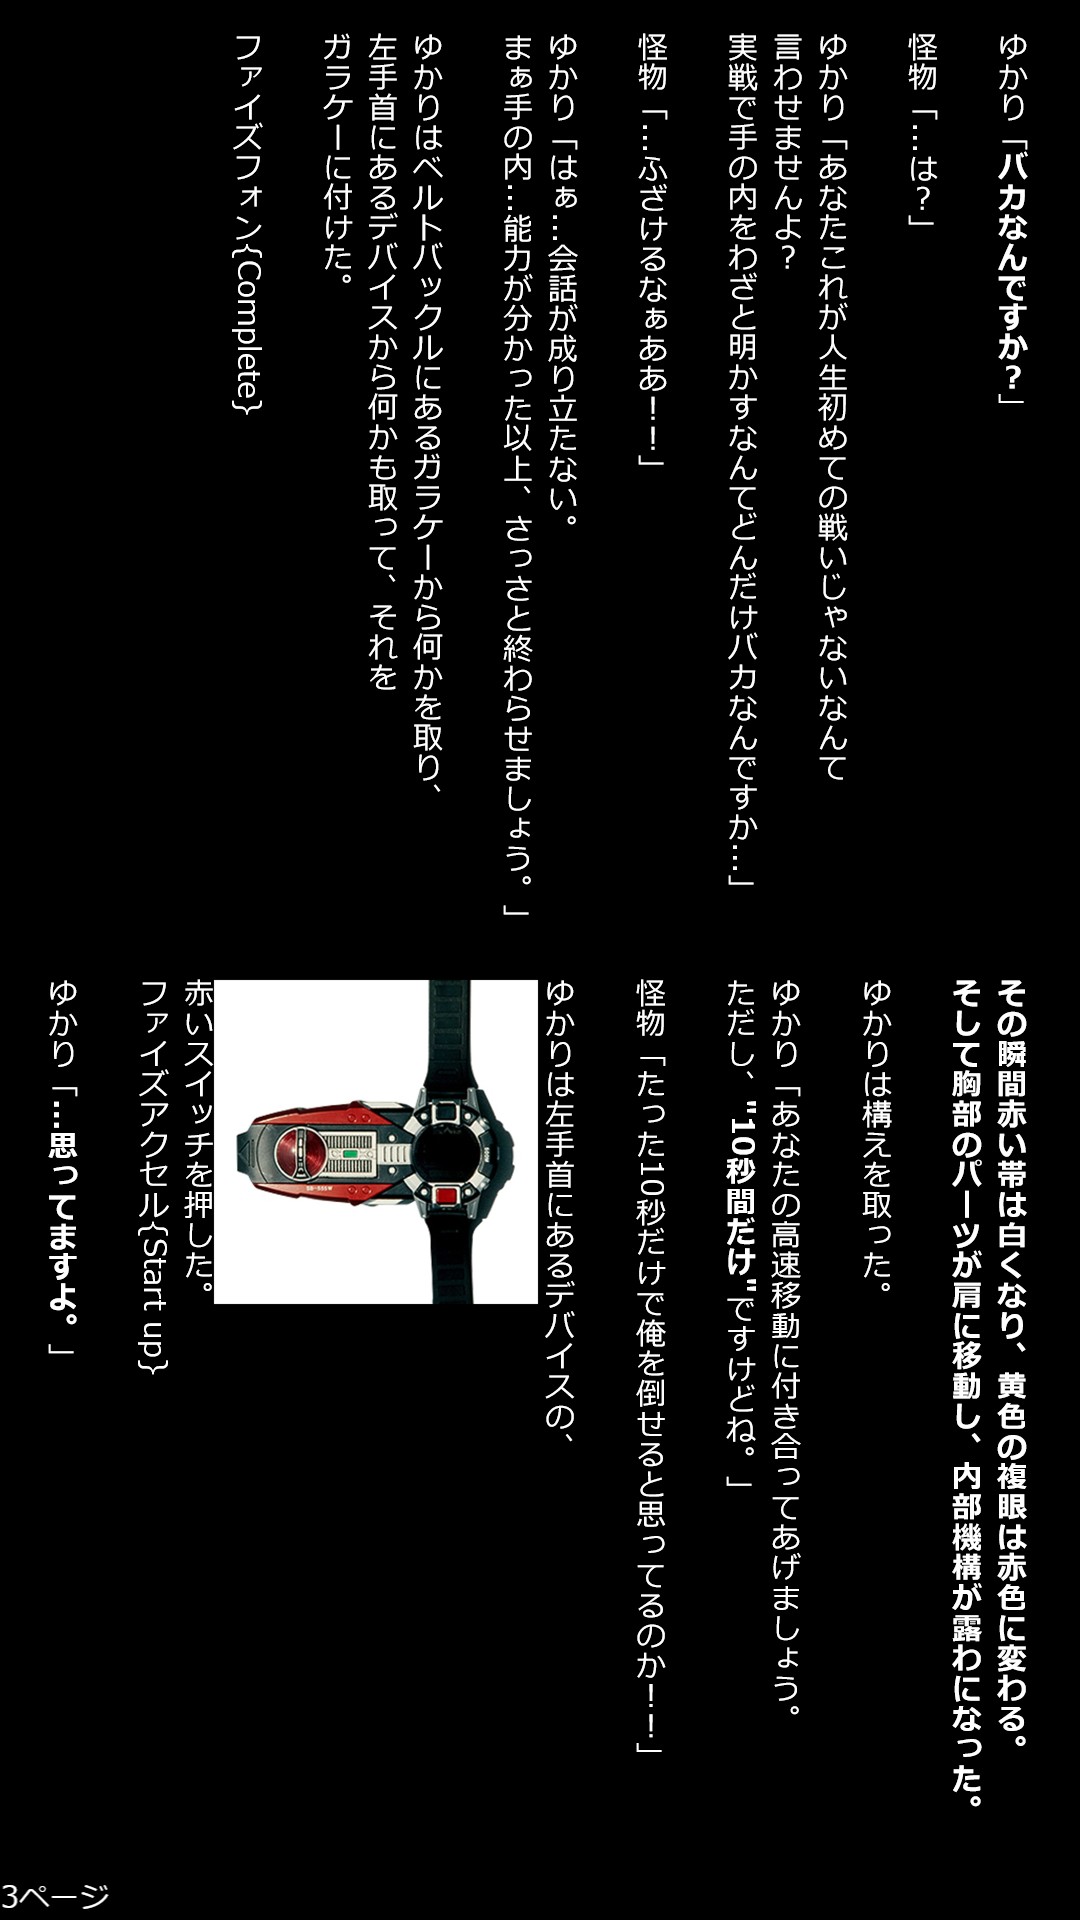 ゆかり「バカなんですか？」
怪物「…は？」
ゆかり「あなたこれが人生初めての戦いじゃないなんて
言わせませんよ？
実戦で手の内をわざと明かすなんてどんだけバカなんですか…」
怪物「…ふざけるなぁああ！！」
ゆかり「はぁ…会話が成り立たない。
まぁ手の内…能力が分かった以上、さっさと終わらせましょう。」
ゆかりはベルトバックルにあるガラケーから何かを取り、
左手首にあるデバイスから何かも取って、それを
ガラケーに付けた。
ファイズフォン{Complete}
その瞬間赤い帯は白くなり、黄色の複眼は赤色に変わる。
そして胸部のパーツが肩に移動し、内部機構が露わになった。
ゆかりは構えを取った。
ゆかり「あなたの高速移動に付き合ってあげましょう。
ただし、"10秒間だけ"ですけどね。」
怪物「たった10秒だけで俺を倒せると思ってるのか！！」
ゆかりは左手首にあるデバイスの、
赤いスイッチを押した。
ファイズアクセル{Start up}
ゆかり「…思ってますよ。」
3ページ